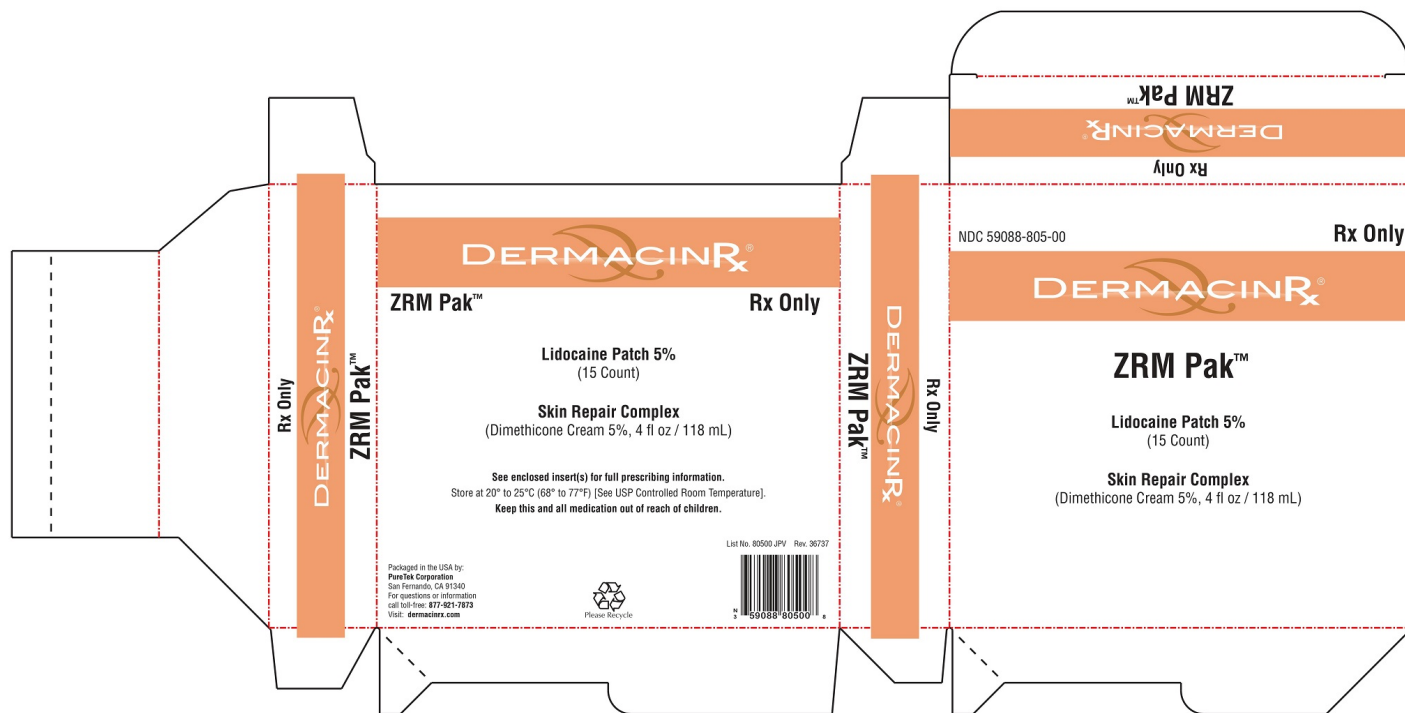 ZRM Pak™
DERMACINRx®
Rx Only
Rx Only
DERMACINRx®
ZRM Pak™
DERMACINRx®
ZRM Pak™ Rx Only
Lidocaine Patch 5%
(15 Count)
Skin Repair Complex
(Dimethicone Cream 5%, 4 fl oz / 118 mL)
See enclosed insert(s) for full prescribing information.
Store at 20° to 25°C (68° to 77°F) [See USP Controlled Room Temperature].
Keep this and all medication out of reach of children.
List No. 80500 JPV Rev. 36737
Packaged in the USA by:
PureTek Corporation
San Fernando, CA 91340
For questions or information
call toll-free: 877-921-7873
Visit: dermacinrx.com
Please Recycle
N
3 59088 80500 8
ZRM Pak™
DERMACINRx®
Rx Only
NDC 59088-805-00 Rx Only
DERMACINRx®
ZRM Pak™
Lidocaine Patch 5%
(15 Count)
Skin Repair Complex
(Dimethicone Cream 5%, 4 fl oz / 118 mL)